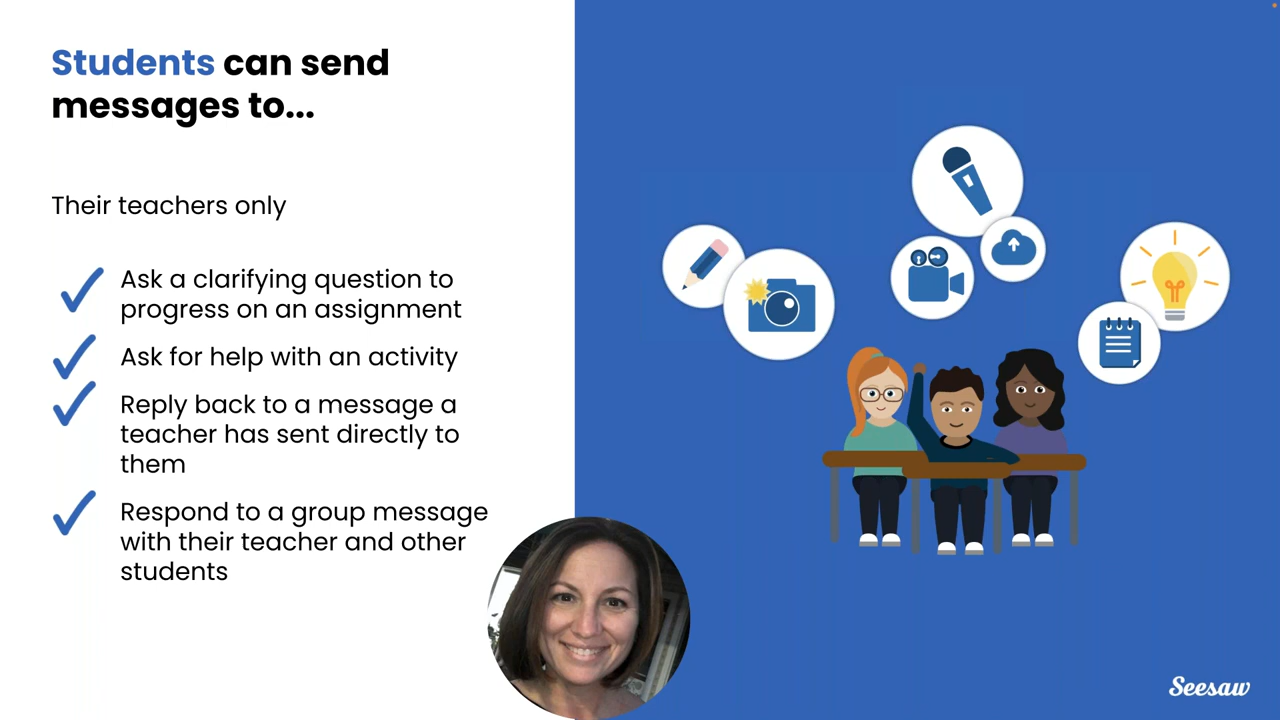 Students can send
messages to...
Their teachers only
Ask a clarifying question to
progress on an assignment
Ask for help with an activity
Reply back to a message a
teacher has sent directly to
them
Respond to a group message
with their teacher and other
students
Seesaw